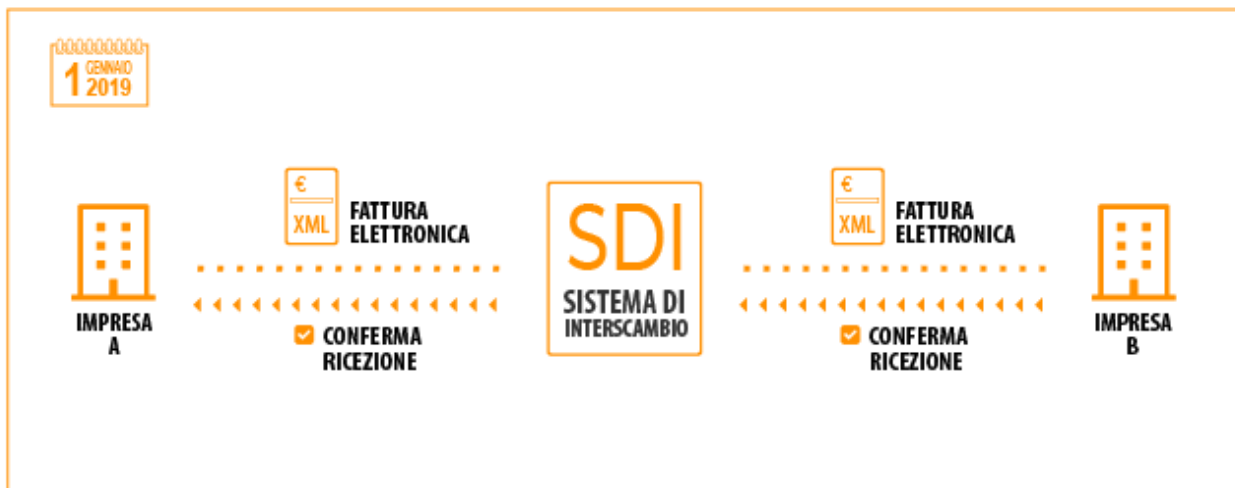 1 GENNAIO
2019
€
XML
FATTURA
ELETTRONICA
IMPRESA
A
CONFERMA
RICEZIONE
SDI
SISTEMA DI
INTERSCAMBIO
€
XML
FATTURA
ELETTRONICA
CONFERMA
RICEZIONE
IMPRESA
B